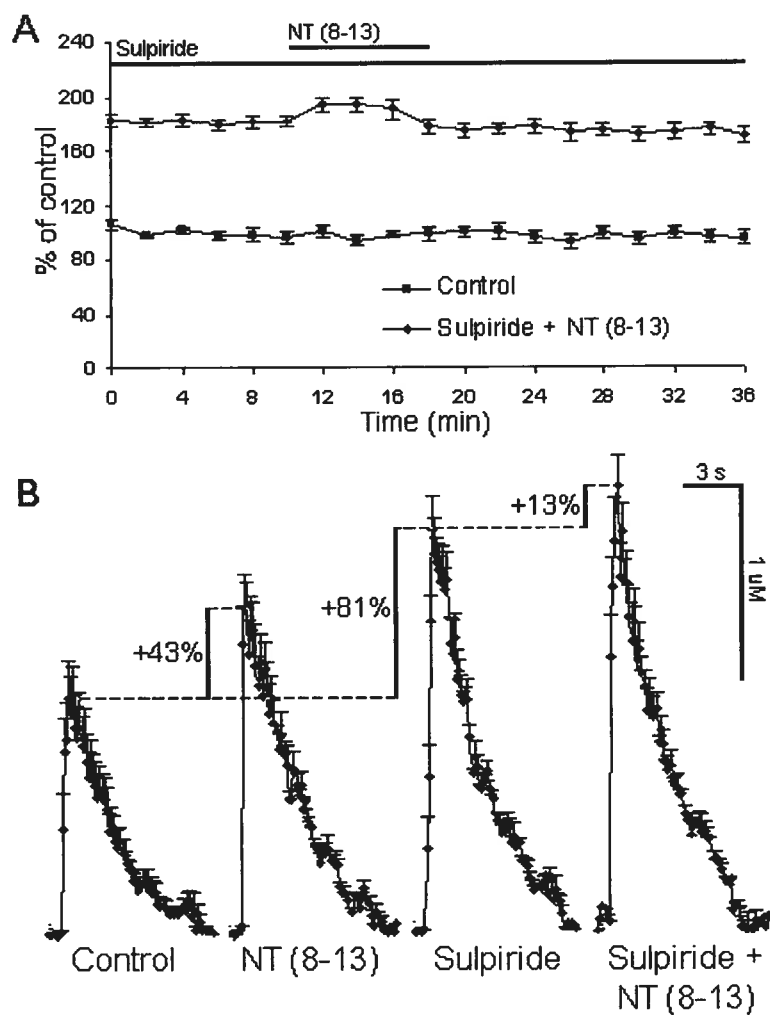 A
NT (8-13)
Sulpiride
240
200
160
120
80
40
0
% of control
Control
Sulpiride + NT (8-13)
0 4 8 12 16 20 24 28 32 36
Time (min)
B
3 s
1 uM
+13%
+81%
+43%
Control
NT (8-13)
Sulpiride
Sulpiride +
NT (8-13)